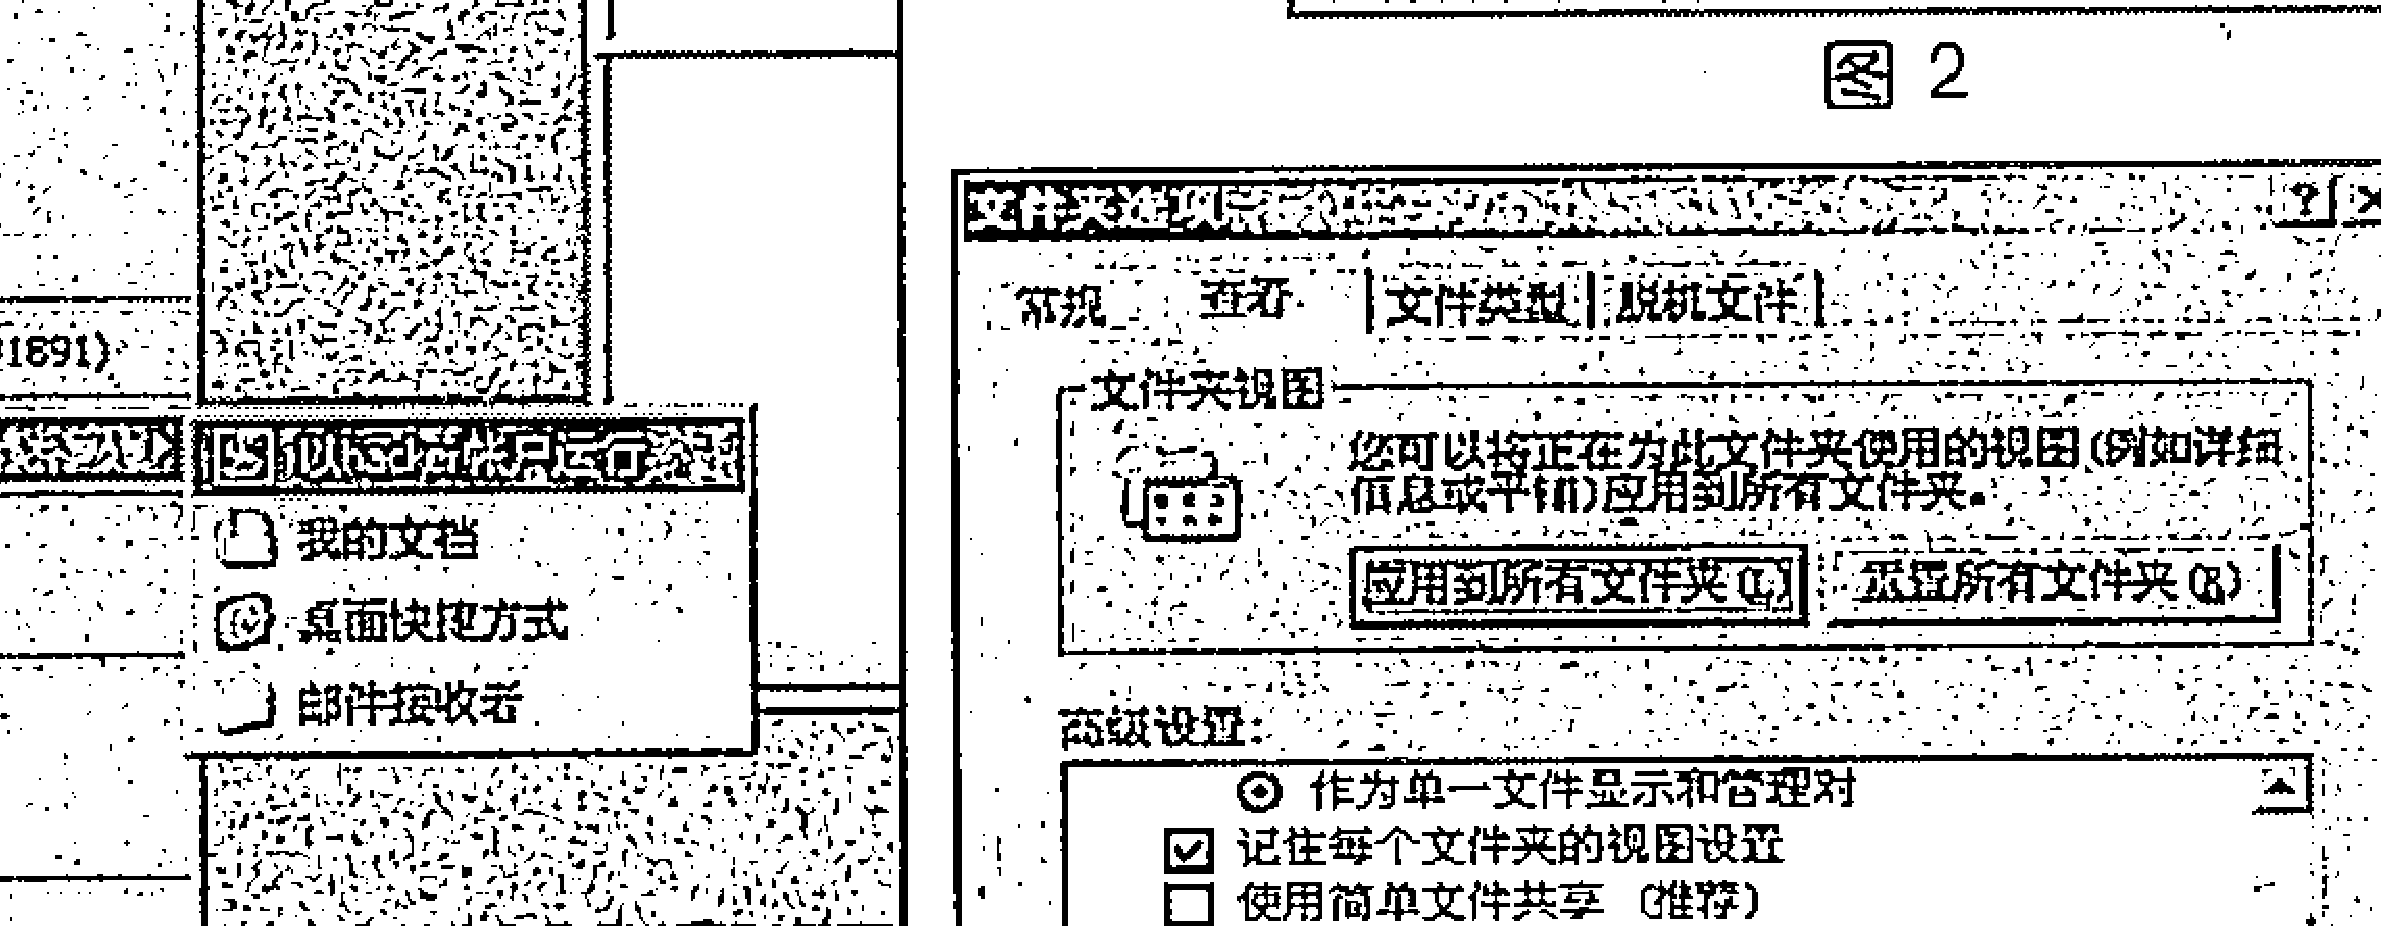 1691)
我的文档
桌面快捷方式
邮件接收者
图 2
文件夹选项
常规 查看 文件类型 脱机文件
文件夹视图
您可以将正在为此文件夹使用的视图(例如详细
信息或平铺)应用到所有文件夹。
应用到所有文件夹(L) 重置所有文件夹(R)
高级设置:
作为单一文件显示和管理对
记住每个文件夹的视图设置
使用简单文件共享 (推荐)